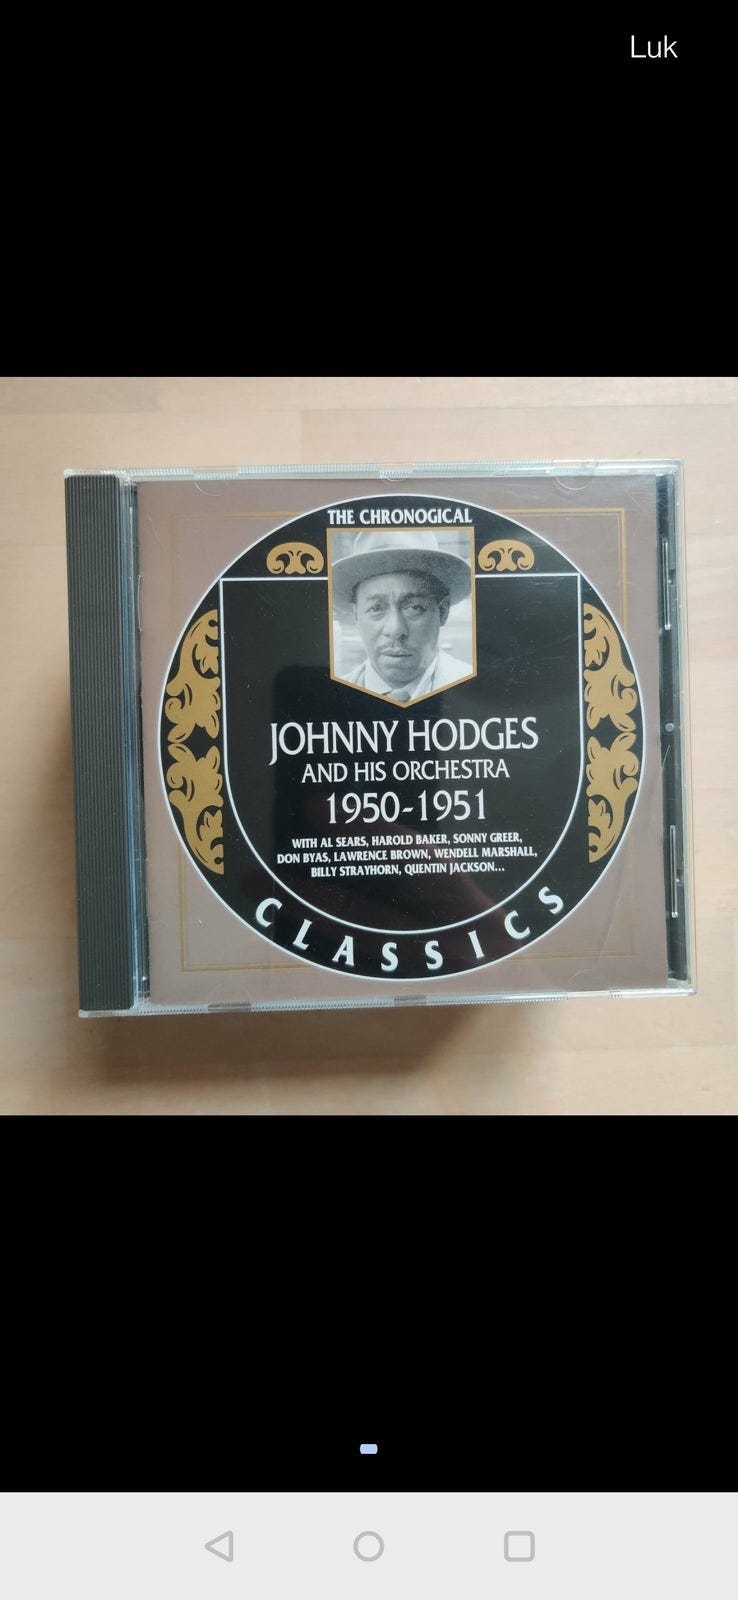 Luk
THE CHRONOGICAL
JOHNNY HODGES
AND HIS ORCHESTRA
1950-1951
WITH AL SEARS, HAROLD BAKER, SONNY GREER,
DON BYAS, LAWRENCE BROWN, WENDELL MARSHALL,
BILLY STRAYHORN, QUENTIN JACKSON...
CLASSICS